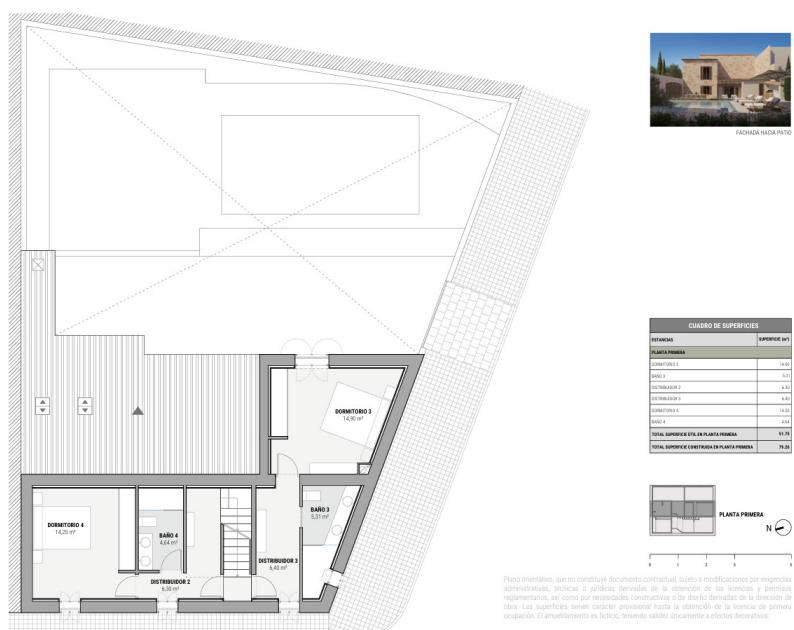 FACHADA HACIA PATIO
CUADRO DE SUPERFICIES
ESTANCIAS SUPERFICIE (m²)
PLANTA PRIMERA
DORMITORIO 3 14,90
BAÑO 3 5,31
DISTRIBUIDOR 2 6,30
DISTRIBUIDOR 3 6,40
DORMITORIO 4 14,20
BAÑO 4 4,64
TOTAL SUPERFICIE ÚTIL EN PLANTA PRIMERA 51,75
TOTAL SUPERFICIE CONSTRUIDA EN PLANTA PRIMERA 79,26
DORMITORIO 3
14,90 m²
BAÑO 3
5,31 m²
DORMITORIO 4
14,20 m²
BAÑO 4
4,64 m²
DISTRIBUIDOR 3
6,40 m²
DISTRIBUIDOR 2
6,30 m²
PLANTA PRIMERA
N
0 1 2 3 5
Plano orientativo, que no constituye documento contractual, sujeto a modificaciones por exigencias
administrativas, técnicas o jurídicas derivadas de la obtención de las licencias y permisos
reglamentarios, así como por necesidades constructivas o de diseño derivadas de la dirección de
obra. Las superficies tienen carácter provisional hasta la obtención de la licencia de primera
ocupación. El amueblamiento es ficticio, teniendo validez únicamente a efectos decorativos.